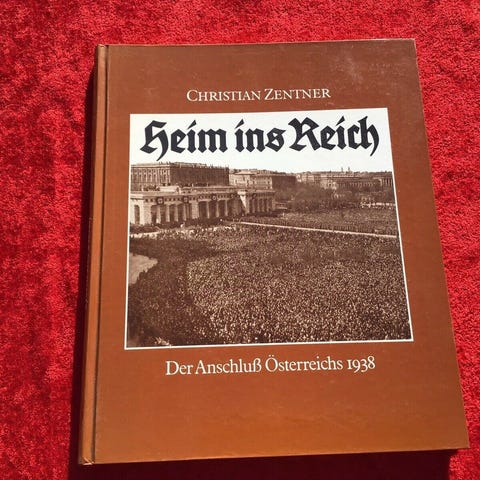 CHRISTIAN ZENTNER
Heim ins Reich
Der Anschluß Österreichs 1938